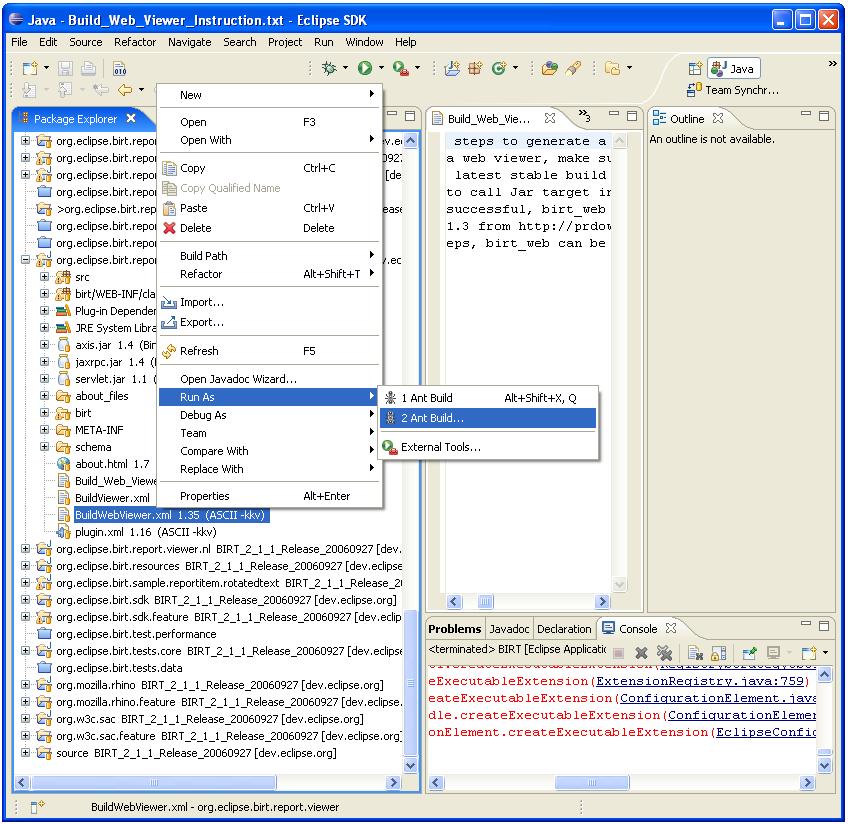 Java - Build_Web_Viewer_Instruction.txt - Eclipse SDK
File Edit Source Refactor Navigate Search Project Run Window Help
Java
Team Synchr...
Package Explorer
org.eclipse.birt.repor
org.eclipse.birt.repor
org.eclipse.birt.repor
org.eclipse.birt.repor
>org.eclipse.birt.rep
org.eclipse.birt.repor
org.eclipse.birt.repor
org.eclipse.birt.repor
src
birt/WEB-INF/cla
Plug-in Depender
JRE System Libra
axis.jar 1.4 (Bin
jaxrpc.jar 1.4 (
servlet.jar 1.1 (
about_files
birt
META-INF
schema
about.html 1.7
Build_Web_Viewe
BuildViewer.xml
BuildWebViewer.xml 1.35 (ASCII -kkv)
plugin.xml 1.16 (ASCII -kkv)
org.eclipse.birt.report.viewer.nl BIRT_2_1_1_Release_20060927 [dev.
org.eclipse.birt.resources BIRT_2_1_1_Release_20060927 [dev.eclipse
org.eclipse.birt.sample.reportitem.rotatedtext BIRT_2_1_1_Release_20
org.eclipse.birt.sdk BIRT_2_1_1_Release_20060927 [dev.eclipse.org]
org.eclipse.birt.sdk.feature BIRT_2_1_1_Release_20060927 [dev.eclip
org.eclipse.birt.test.performance
org.eclipse.birt.tests.core BIRT_2_1_1_Release_20060927 [dev.eclips
org.eclipse.birt.tests.data
org.mozilla.rhino BIRT_2_1_1_Release_20060927 [dev.eclipse.org]
org.mozilla.rhino.feature BIRT_2_1_1_Release_20060927 [dev.eclipse.
org.w3c.sac BIRT_2_1_1_Release_20060927 [dev.eclipse.org]
org.w3c.sac.feature BIRT_2_1_1_Release_20060927 [dev.eclipse.org]
source BIRT_2_1_1_Release_20060927 [dev.eclipse.org]
New
Open F3
Open With
Copy Ctrl+C
Copy Qualified Name
Paste Ctrl+V
Delete Delete
Build Path
Refactor Alt+Shift+T
Import...
Export...
Refresh F5
Open Javadoc Wizard...
Run As
Debug As
Team
Compare With
Replace With
Properties Alt+Enter
1 Ant Build Alt+Shift+X, Q
2 Ant Build...
External Tools...
Build_Web_Vie... »3
steps to generate a
a web viewer, make su
latest stable build
to call Jar target in
successful, birt_web
1.3 from http://prdow
eps, birt_web can be
Outline
An outline is not available.
Problems Javadoc Declaration Console
<terminated> BIRT [Eclipse Applicatio
eExecutableExtension(ExtensionRegistry.java:759)
eateExecutableExtension(ConfigurationElement.java
dle.createExecutableExtension(ConfigurationElemen
onElement.createExecutableExtension(EclipseConfig
BuildWebViewer.xml - org.eclipse.birt.report.viewer